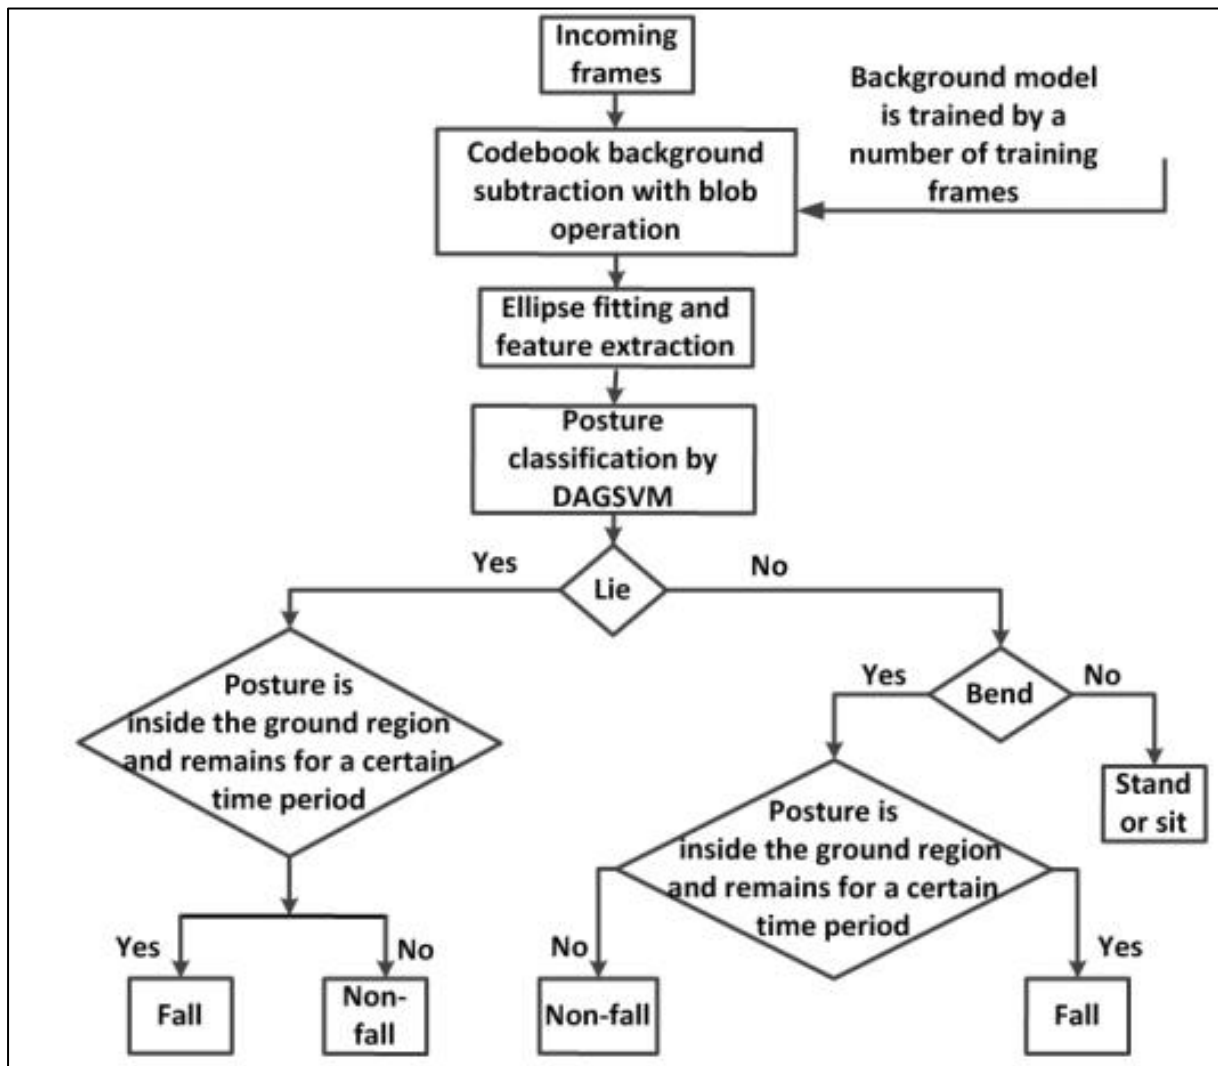 Incoming
frames
Background model
is trained by a
number of training
frames
Codebook background
subtraction with blob
operation
Ellipse fitting and
feature extraction
Posture
classification by
DAGSVM
Yes
Lie
No
Posture is
inside the ground region
and remains for a certain
time period
Yes
Bend
No
Stand
or sit
Posture is
inside the ground region
and remains for a certain
time period
Yes
No
No
Yes
Fall
Non-
fall
Non-fall
Fall